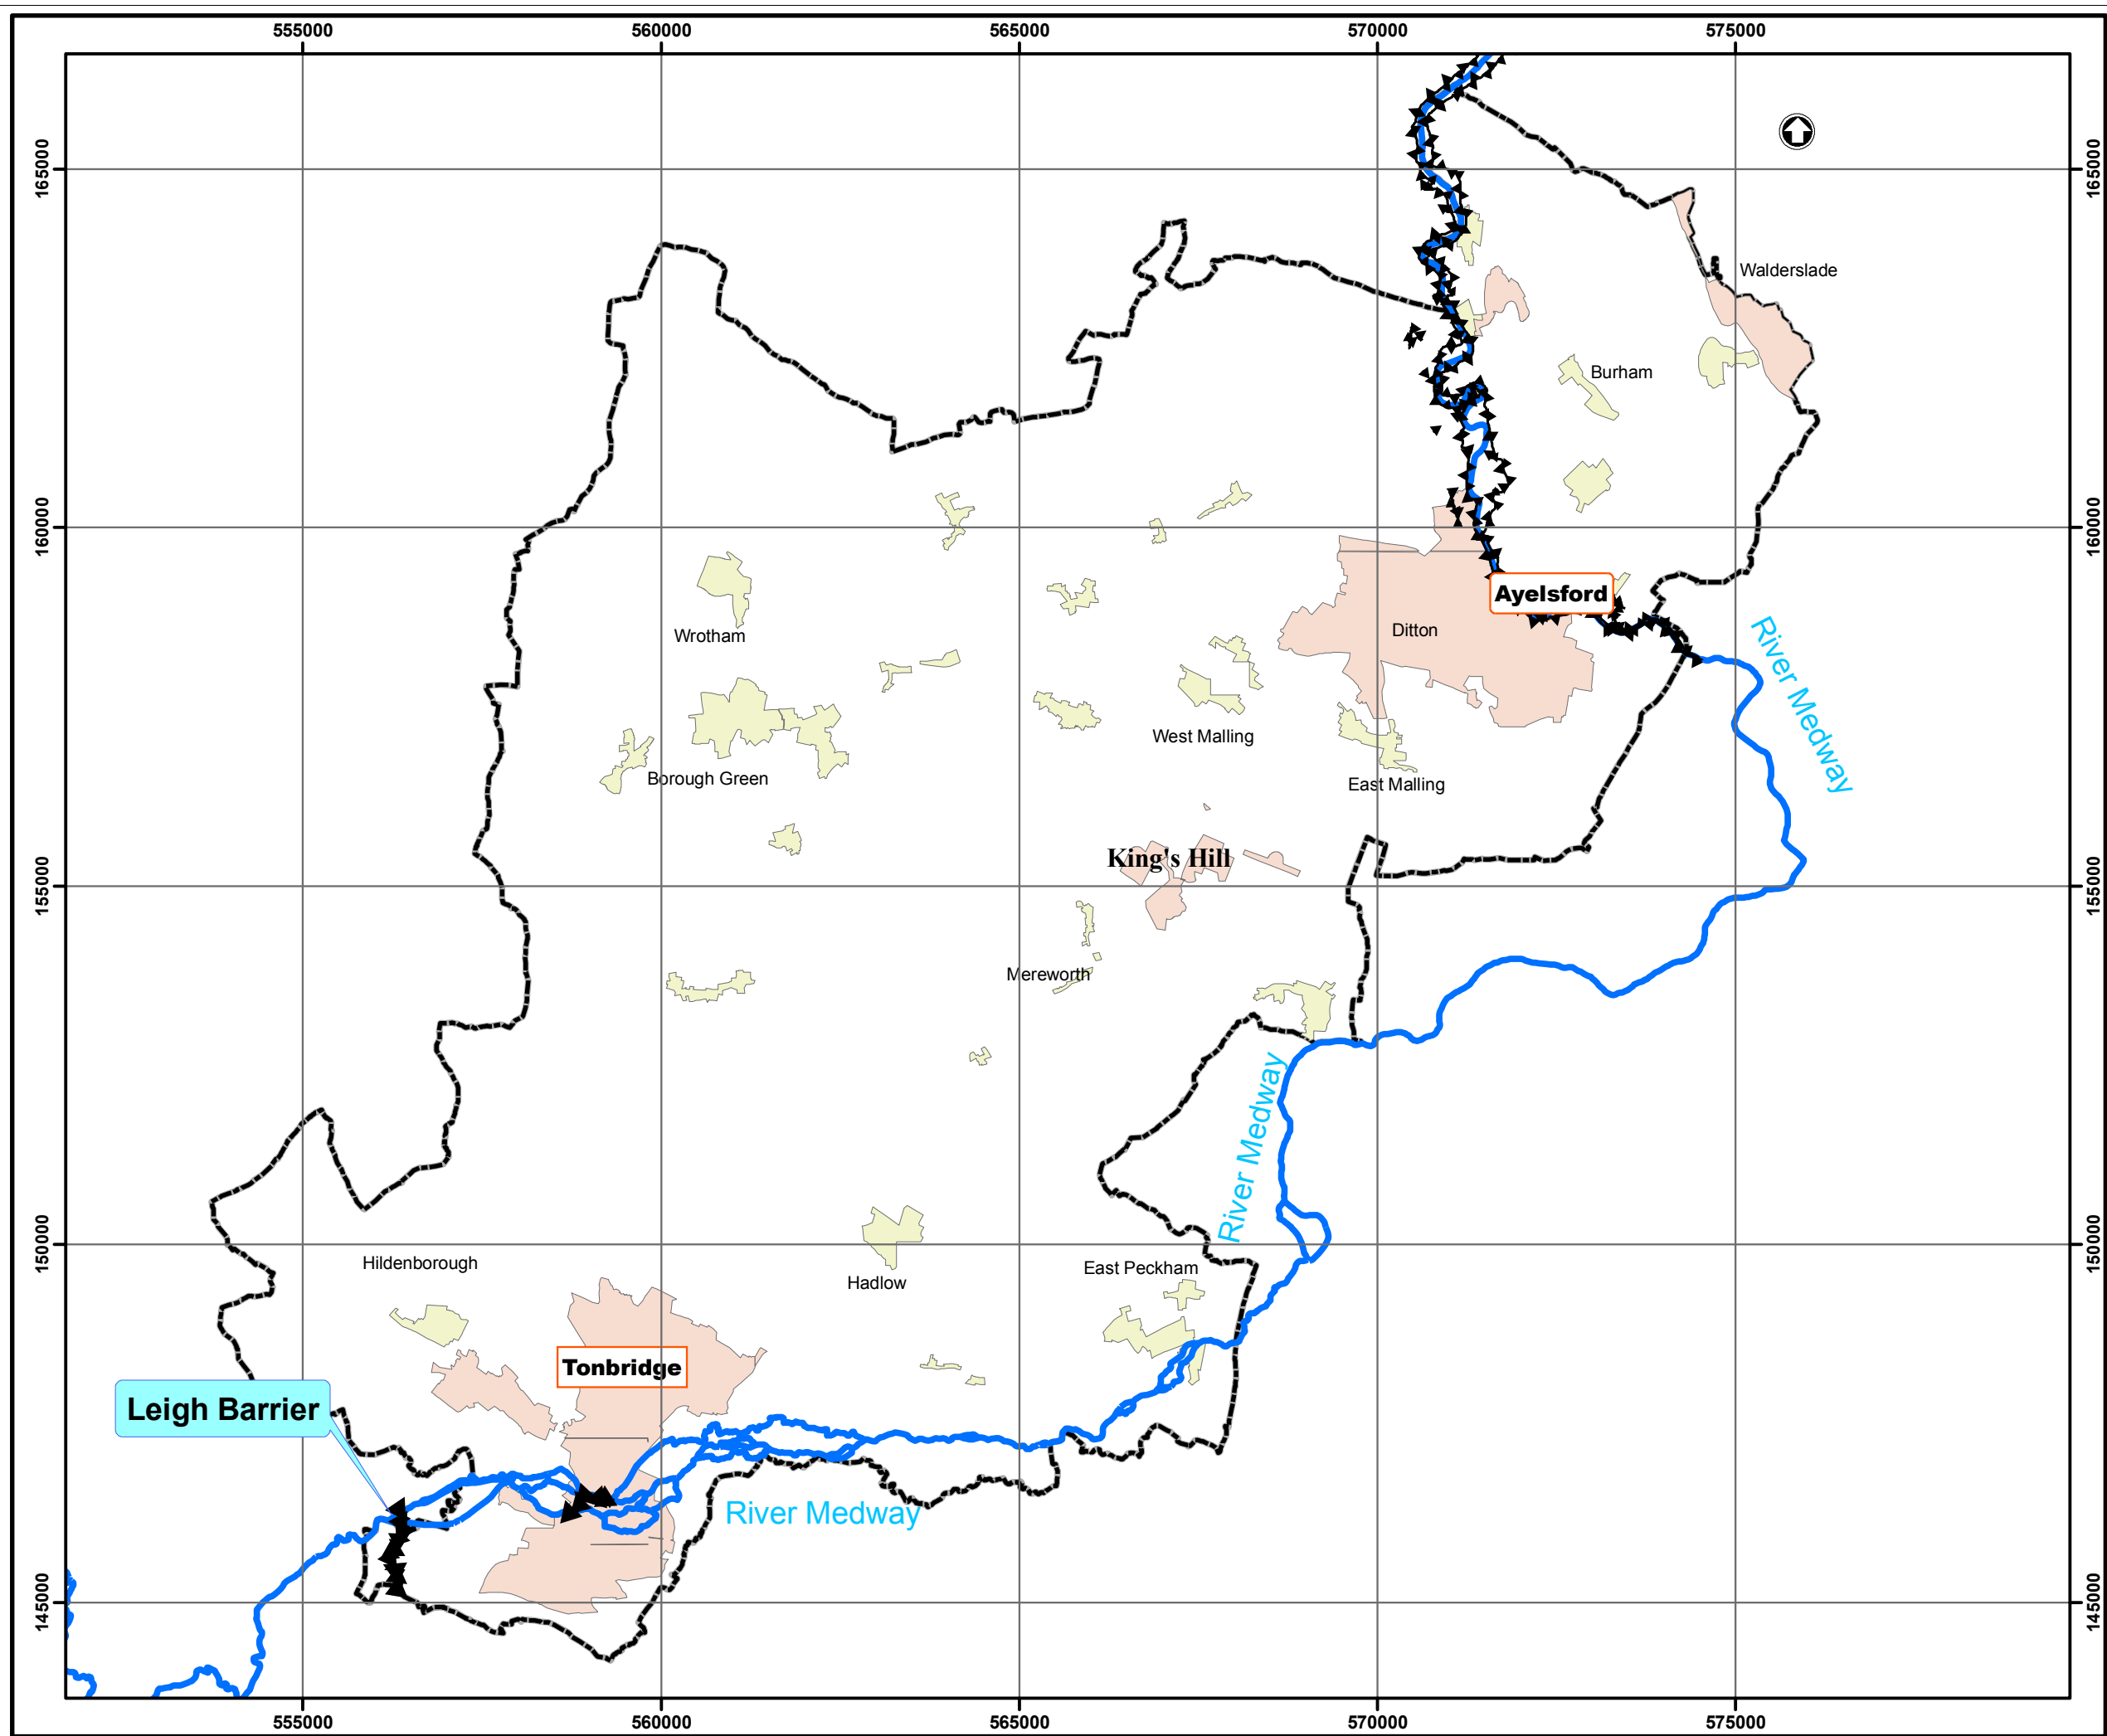 555000 560000 565000 570000 575000
165000 165000
Walderslade
Burham
160000 160000
Ayelsford
Ditton
Wrotham
River Medway
West Malling
Borough Green
East Malling
King's Hill
155000 155000
Mereworth
River Medway
150000 150000
Hildenborough
East Peckham
Hadlow
Tonbridge
Leigh Barrier
River Medway
145000 145000
555000 560000 565000 570000 575000